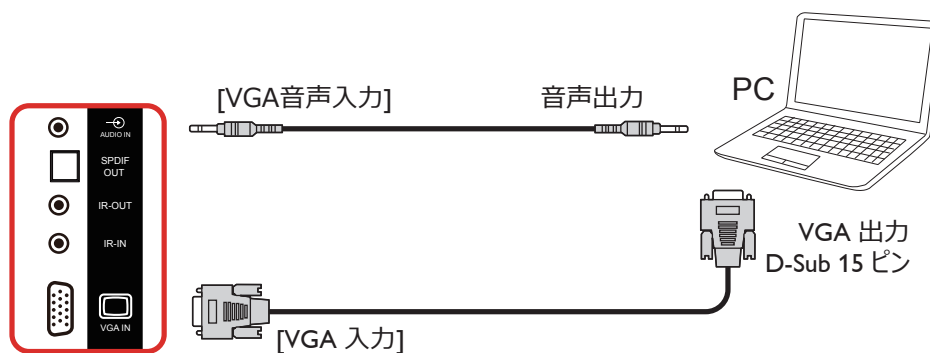 [VGA音声入力]
音声出力
PC
AUDIO IN
SPDIF
OUT
IR-OUT
IR-IN
VGA IN
VGA 出力
D-Sub 15 ピン
[VGA 入力]